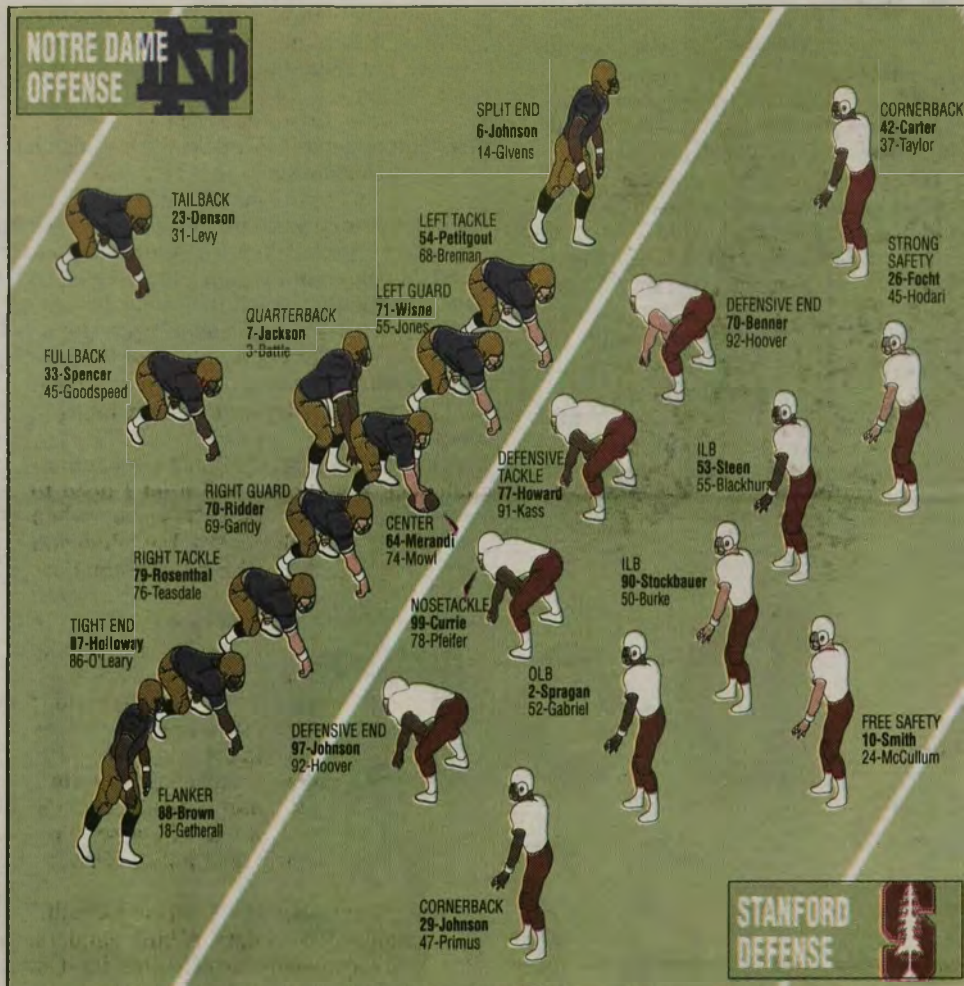 NOTRE DAME
OFFENSE
ND
SPLIT END
6-Johnson
14-Givens
CORNERBACK
42-Carter
37-Taylor
TAILBACK
23-Denson
31-Levy
LEFT TACKLE
54-Petitgout
68-Brennan
STRONG
SAFETY
26-Focht
45-Hodari
LEFT GUARD
71-Wisne
55-Jones
DEFENSIVE END
70-Benner
92-Hoover
QUARTERBACK
7-Jackson
3-Battle
FULLBACK
33-Spencer
45-Goodspeed
DEFENSIVE
TACKLE
77-Howard
91-Kass
ILB
53-Steen
55-Blackhurn
RIGHT GUARD
70-Ridder
69-Gandy
CENTER
64-Merandi
74-Mowl
RIGHT TACKLE
79-Rosenthal
76-Teasdale
ILB
90-Stockbauer
50-Burke
NOSETACKLE
99-Currie
78-Pfeifer
TIGHT END
87-Holloway
86-O'Leary
OLB
2-Spragan
52-Gabriel
DEFENSIVE END
97-Johnson
92-Hoover
FREE SAFETY
10-Smith
24-McCullum
FLANKER
88-Brown
18-Getherall
CORNERBACK
29-Johnson
47-Primus
STANFORD
DEFENSE
S